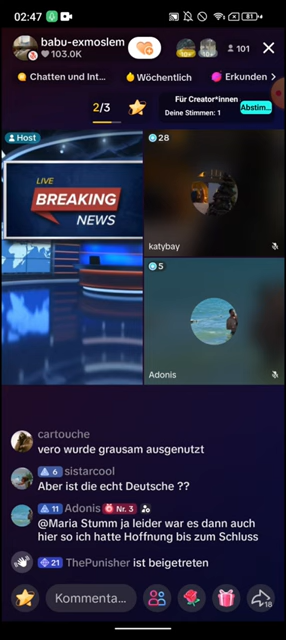 02:47
84
babu-exmoslem
103.0K
10+
10+
101
Chatten und Int...
Wöchentlich
Erkunden
2/3
Für Creator*innen
Deine Stimmen: 1
Abstim...
Host
LIVE
BREAKING
NEWS
28
katybay
5
Adonis
cartouche
vero wurde grausam ausgenutzt
6 sistarcool
Aber ist die echt Deutsche ??
11 Adonis Nr. 3
@Maria Stumm ja leider war es dann auch
hier so ich hatte Hoffnung bis zum Schluss
21 ThePunisher ist beigetreten
Kommenta...
18